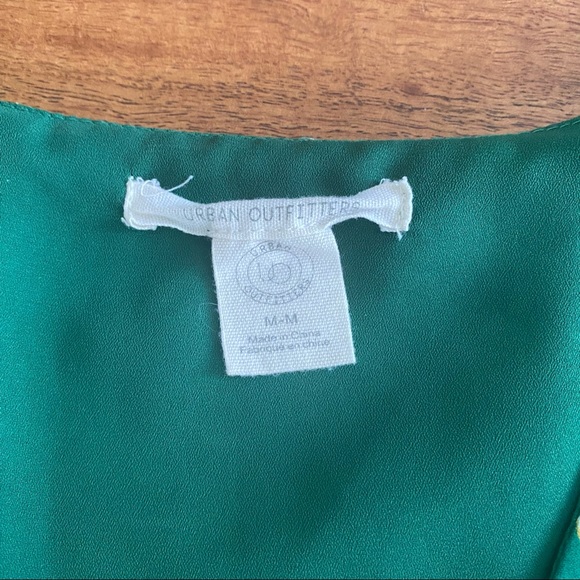 URBAN OUTFITTERS
URBAN
UO
OUTFITTERS
M-M
Made in China
Fabriqué en chine